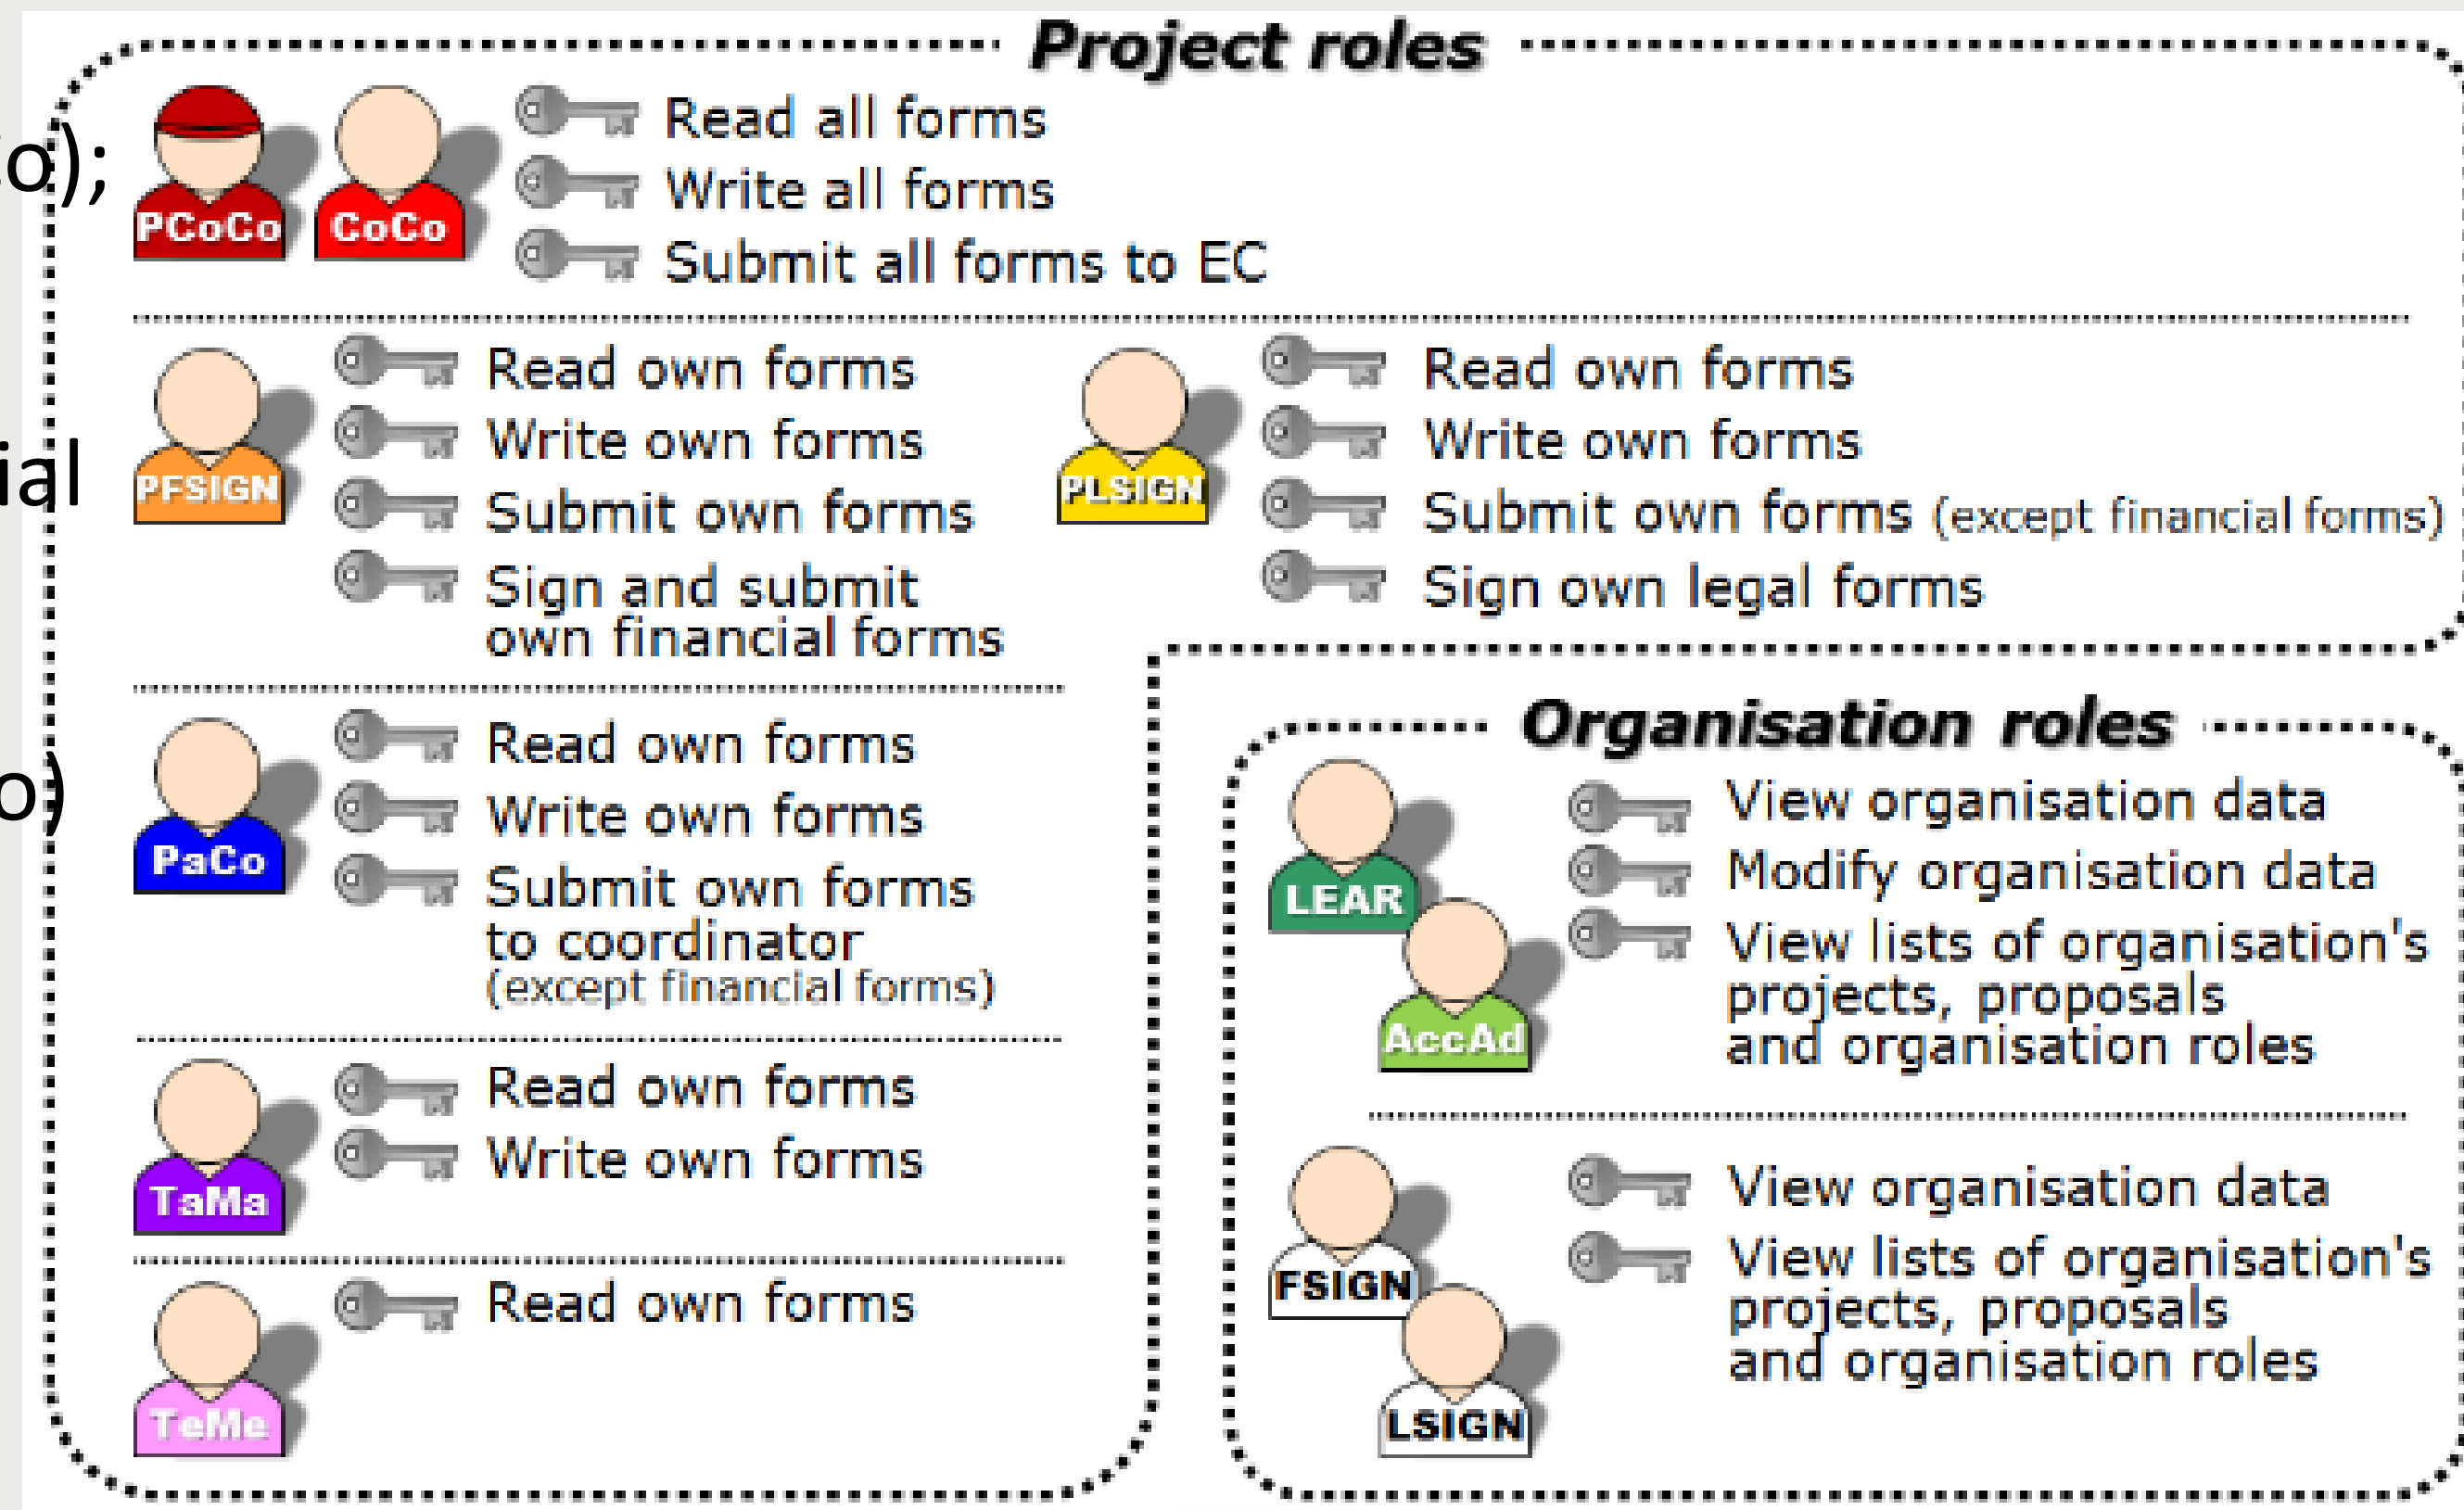 Project roles
o);
PCoCo
CoCo
Read all forms
Write all forms
Submit all forms to EC
ial
PFSIGN
Read own forms
Write own forms
Submit own forms
Sign and submit
own financial forms
PLSIGN
Read own forms
Write own forms
Submit own forms (except financial forms)
Sign own legal forms
o)
PaCo
Read own forms
Write own forms
Submit own forms
to coordinator
(except financial forms)
TaMa
Read own forms
Write own forms
TeMe
Read own forms
Organisation roles
LEAR
AccAd
View organisation data
Modify organisation data
View lists of organisation's
projects, proposals
and organisation roles
FSIGN
LSIGN
View organisation data
View lists of organisation's
projects, proposals
and organisation roles